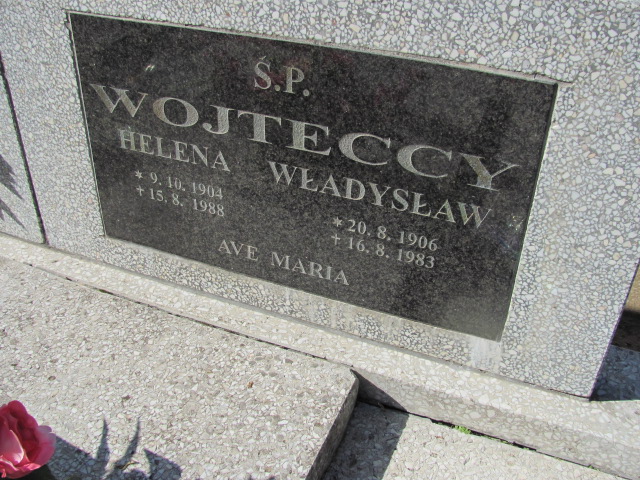 Ś.P.
WOJTECCY
HELENA
* 9. 10. 1904
+ 15. 8. 1988
WŁADYSŁAW
* 20. 8. 1906
+ 16. 8. 1983
AVE MARIA